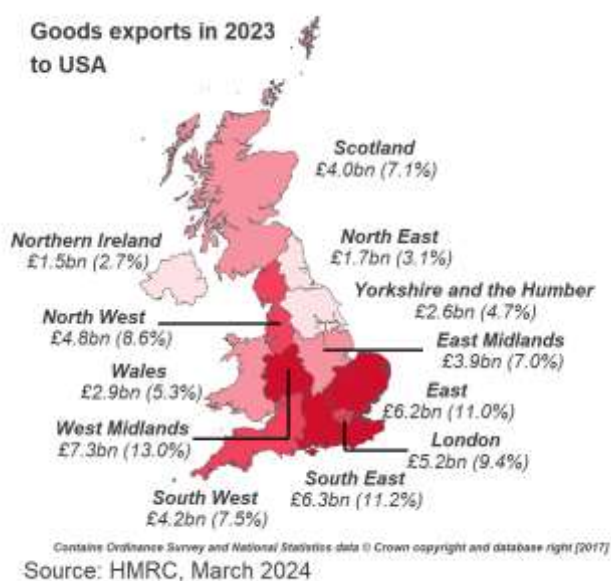 Goods exports in 2023
to USA
Scotland
£4.0bn (7.1%)
Northern Ireland
£1.5bn (2.7%)
North East
£1.7bn (3.1%)
Yorkshire and the Humber
£2.6bn (4.7%)
North West
£4.8bn (8.6%)
East Midlands
£3.9bn (7.0%)
Wales
£2.9bn (5.3%)
East
£6.2bn (11.0%)
West Midlands
£7.3bn (13.0%)
London
£5.2bn (9.4%)
South East
£6.3bn (11.2%)
South West
£4.2bn (7.5%)
Contains Ordinance Survey and National Statistics data © Crown copyright and database right [2017]
Source: HMRC, March 2024